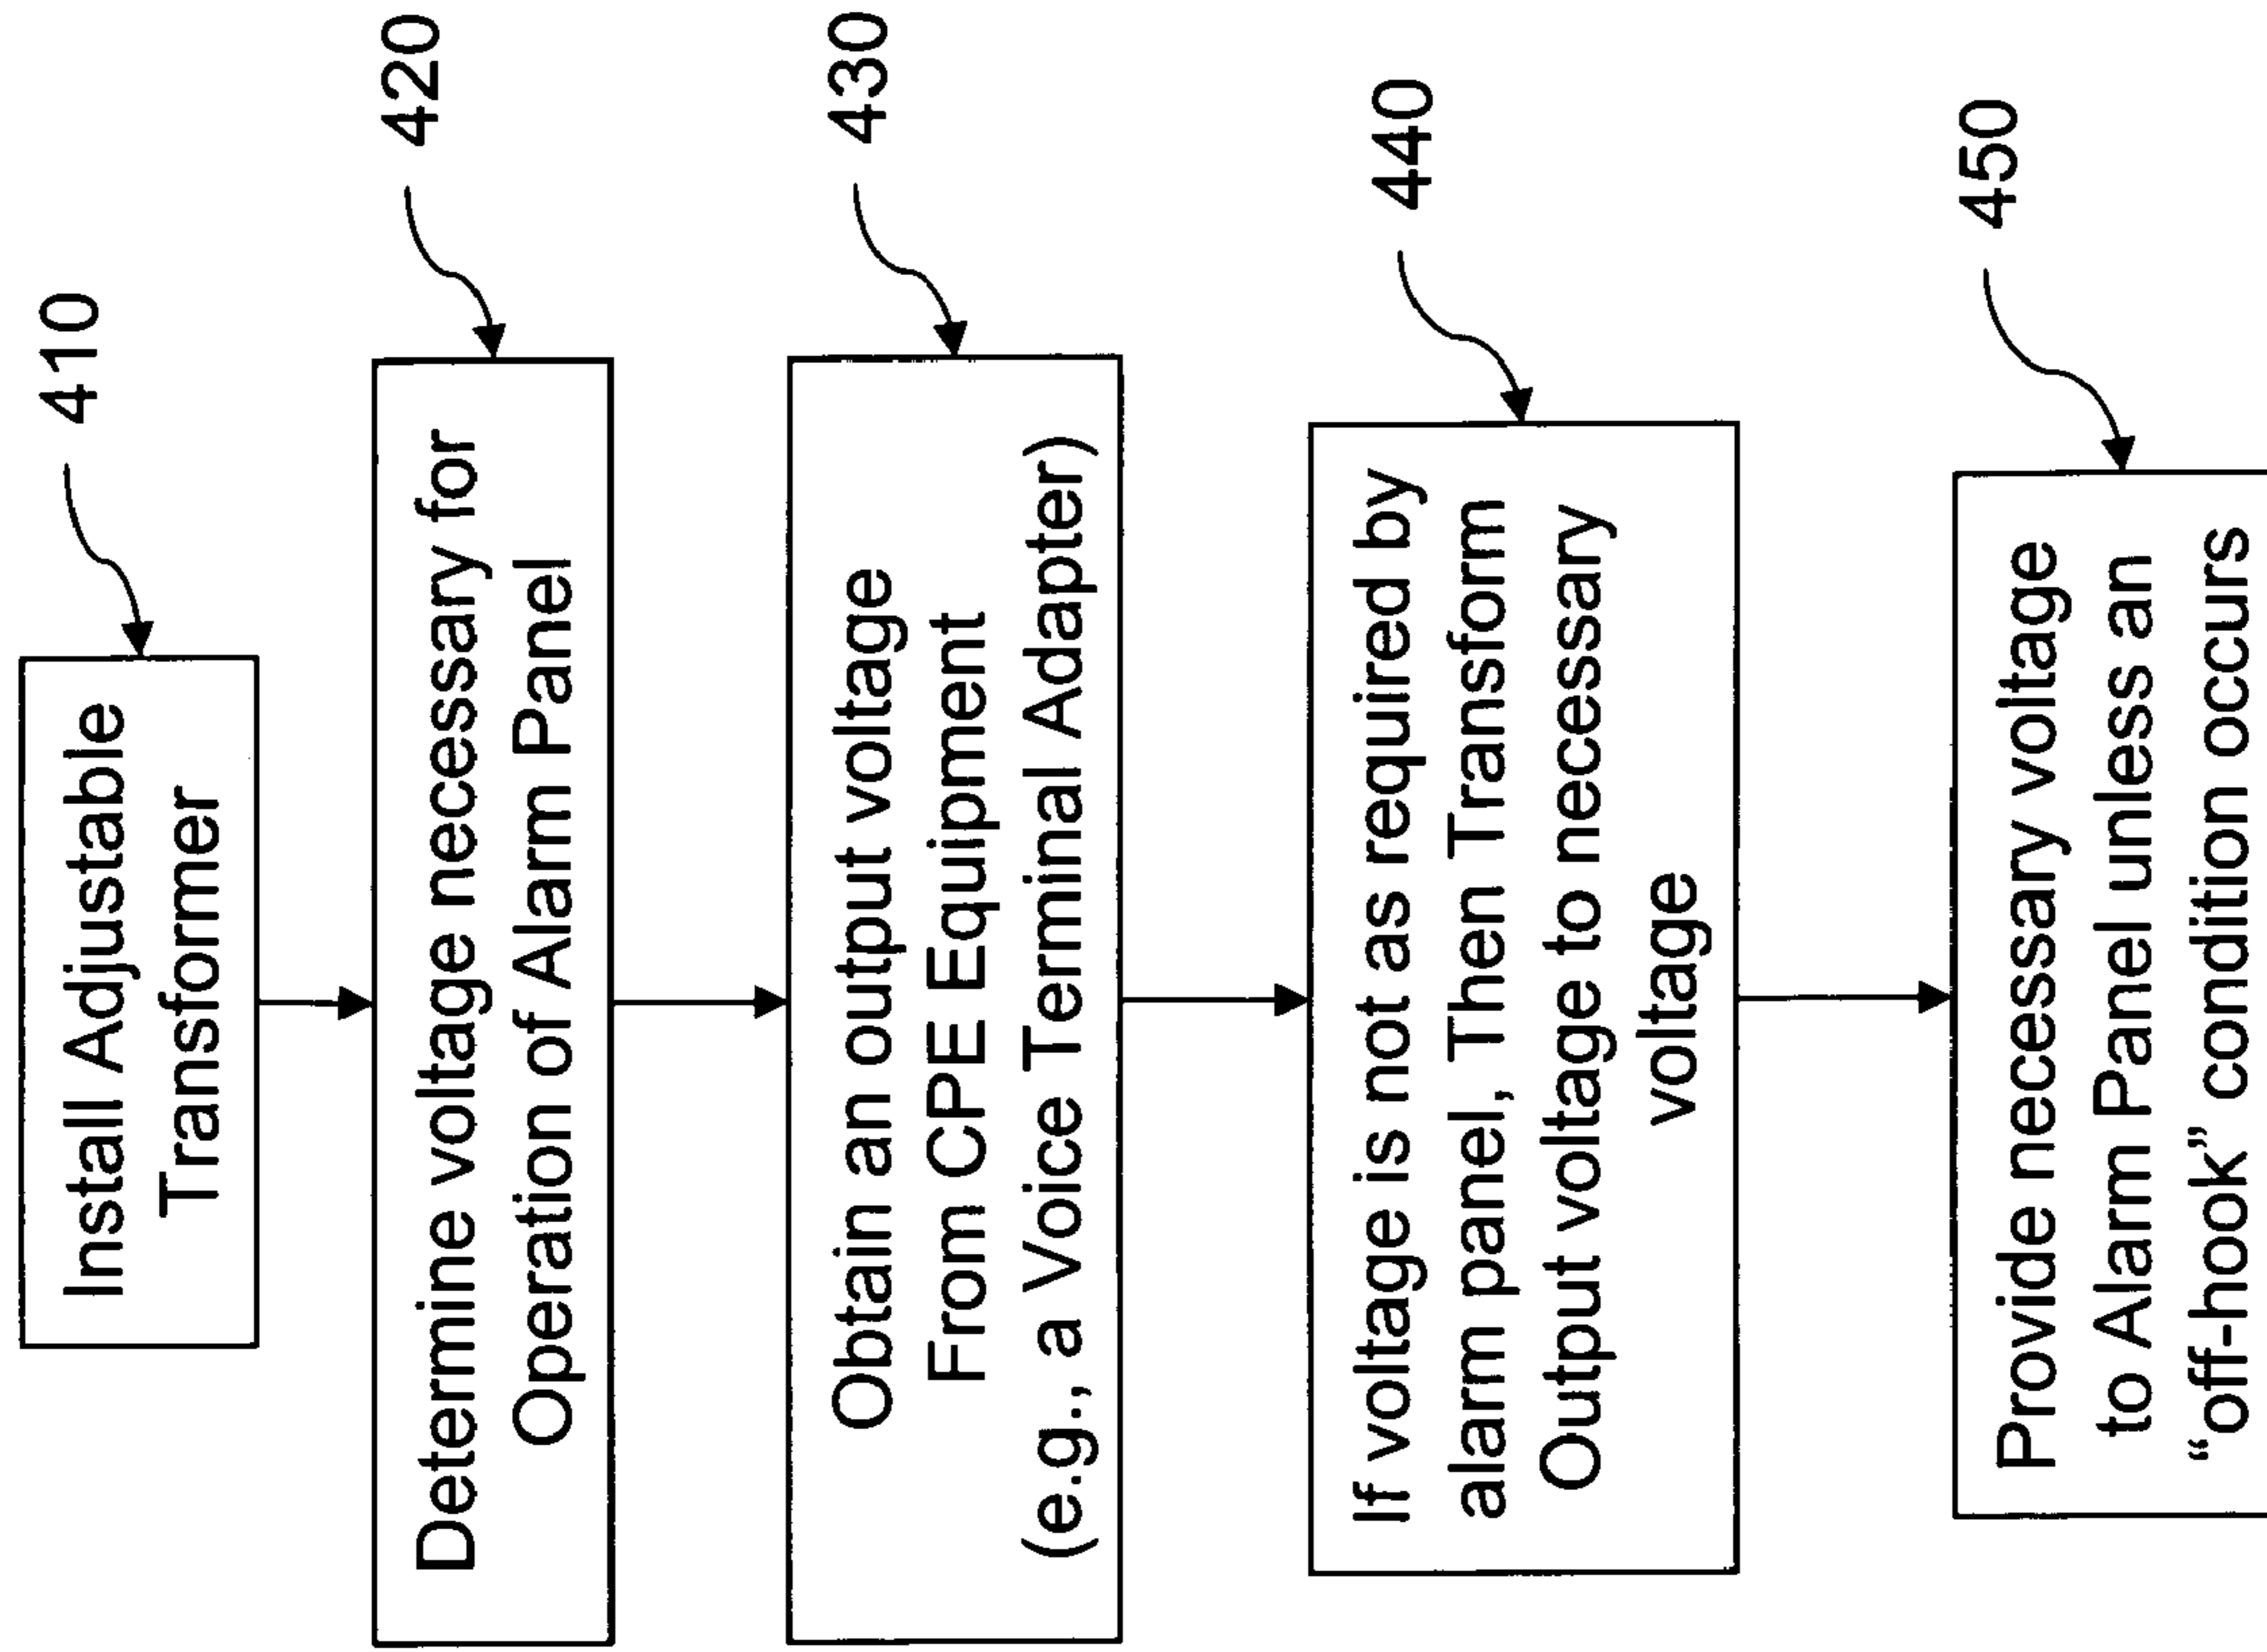 410
Install Adjustable
Transformer
420
Determine voltage necessary for
Operation of Alarm Panel
430
Obtain an output voltage
From CPE Equipment
(e.g., a Voice Terminal Adapter)
440
If voltage is not as required by
alarm panel, Then Transform
Output voltage to necessary
voltage
450
Provide necessary voltage
to Alarm Panel unless an
“off-hook” condition occurs